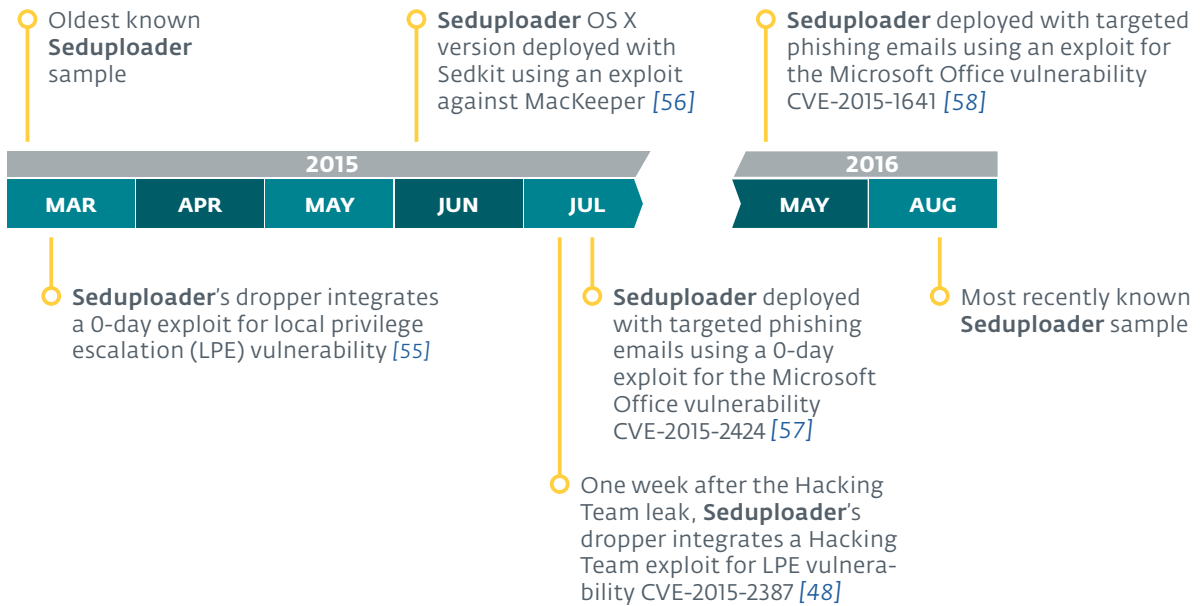 Oldest known
Seduploader
sample
Seduploader OS X
version deployed with
Sedkit using an exploit
against MacKeeper [56]
Seduploader deployed with targeted
phishing emails using an exploit for
the Microsoft Office vulnerability
CVE-2015-1641 [58]
2015
2016
MAR
APR
MAY
JUN
JUL
MAY
AUG
Seduploader's dropper integrates
a 0-day exploit for local privilege
escalation (LPE) vulnerability [55]
Seduploader deployed
with targeted phishing
emails using a 0-day
exploit for the Microsoft
Office vulnerability
CVE-2015-2424 [57]
Most recently known
Seduploader sample
One week after the Hacking
Team leak, Seduploader's
dropper integrates a Hacking
Team exploit for LPE vulnera-
bility CVE-2015-2387 [48]